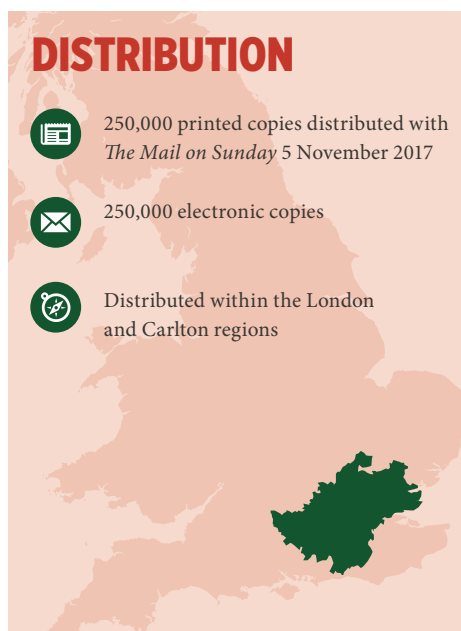 DISTRIBUTION
250,000 printed copies distributed with
The Mail on Sunday 5 November 2017
250,000 electronic copies
Distributed within the London
and Carlton regions